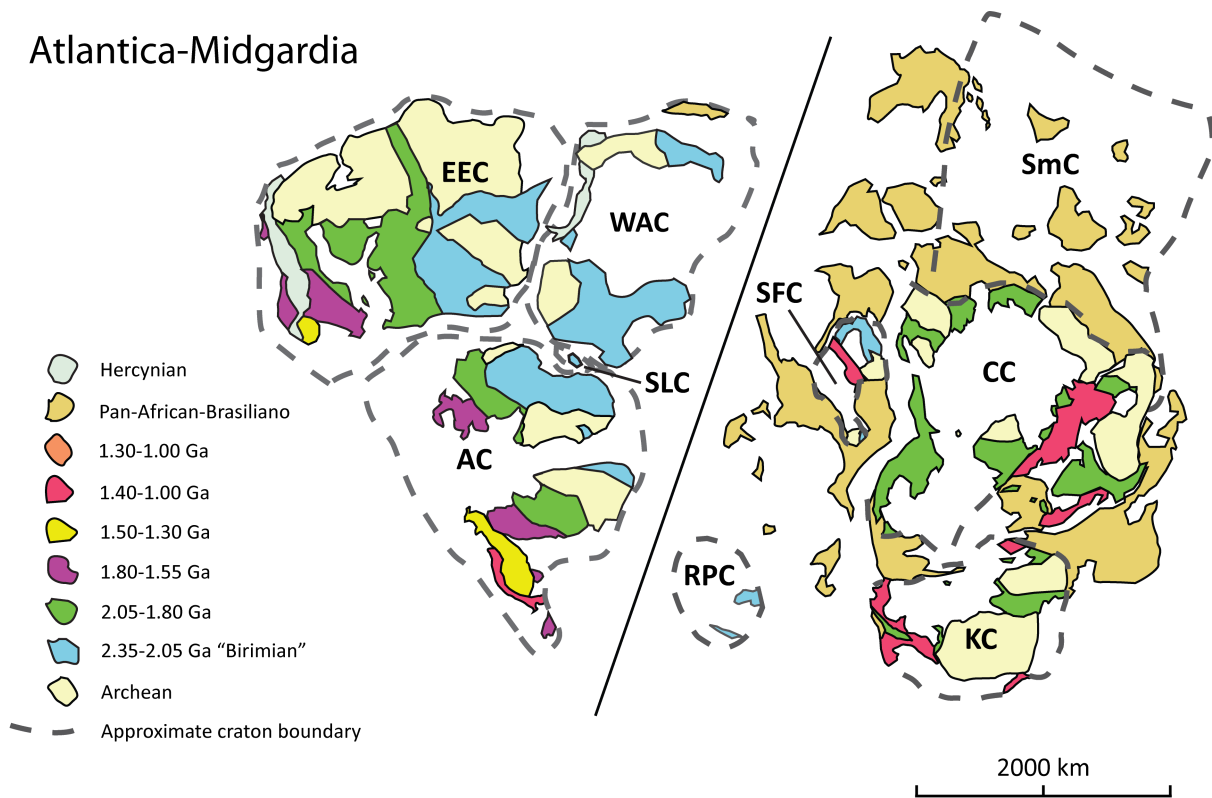 Atlantica-Midgardia
EEC
WAC
SmC
SFC
CC
SLC
AC
RPC
KC
Hercynian
Pan-African-Brasiliano
1.30-1.00 Ga
1.40-1.00 Ga
1.50-1.30 Ga
1.80-1.55 Ga
2.05-1.80 Ga
2.35-2.05 Ga “Birimian”
Archean
Approximate craton boundary
2000 km